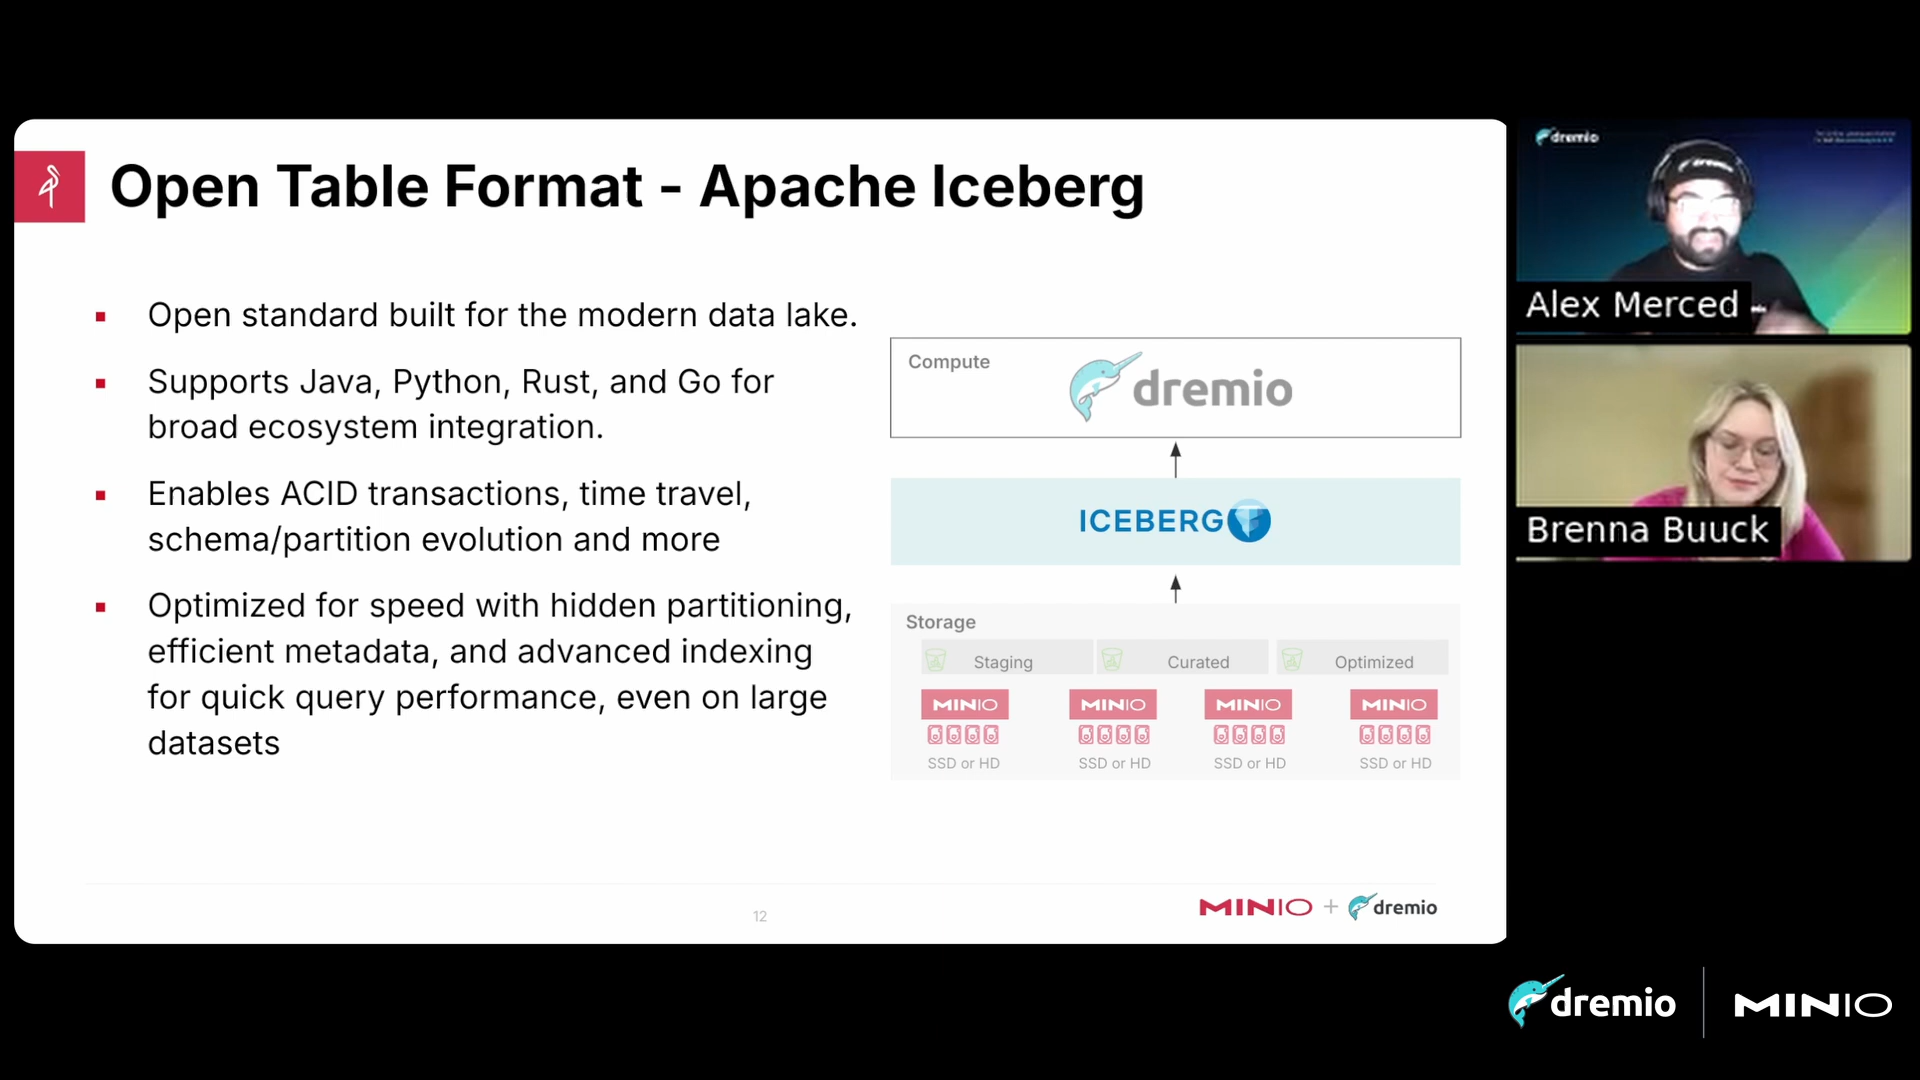 Open Table Format - Apache Iceberg
Open standard built for the modern data lake.
Supports Java, Python, Rust, and Go for
broad ecosystem integration.
Enables ACID transactions, time travel,
schema/partition evolution and more
Optimized for speed with hidden partitioning,
efficient metadata, and advanced indexing
for quick query performance, even on large
datasets
Compute
dremio
ICEBERG
Storage
Staging Curated Optimized
MINIO MINIO MINIO MINIO
SSD or HD SSD or HD SSD or HD SSD or HD
12
MINIO + dremio
dremio
dremio
Alex Merced
Brenna Buuck
dremio | MINIO